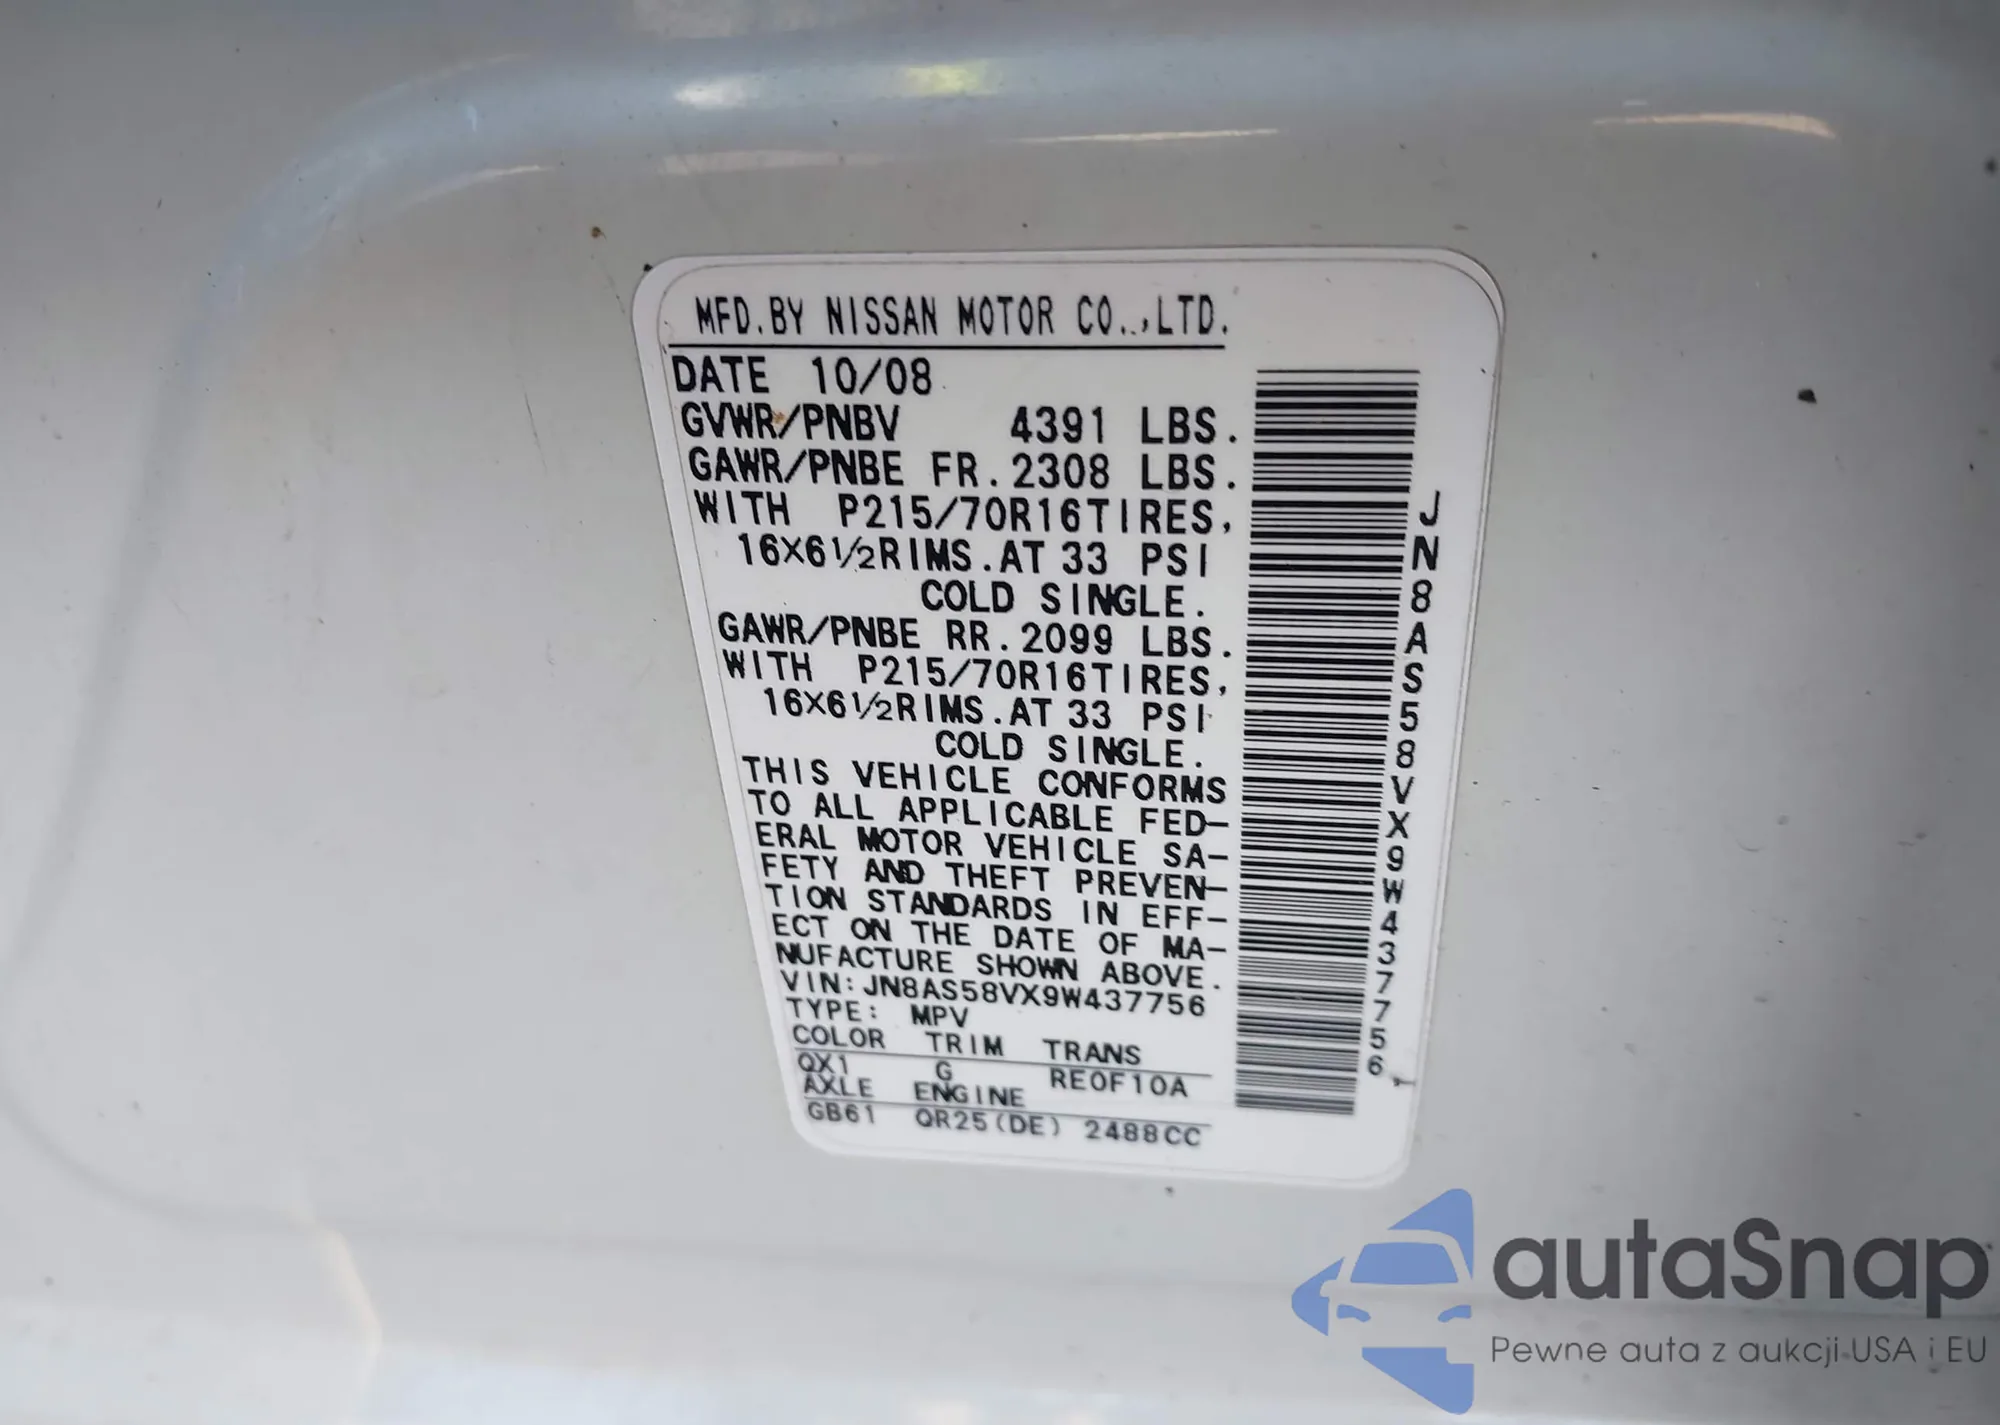 MFD.BY NISSAN MOTOR CO.,LTD.
DATE 10/08
GVWR/PNBV 4391 LBS.
GAWR/PNBE FR.2308 LBS.
WITH P215/70R16TIRES,
16X6½RIMS.AT 33 PSI
COLD SINGLE.
GAWR/PNBE RR.2099 LBS.
WITH P215/70R16TIRES,
16X6½RIMS.AT 33 PSI
COLD SINGLE.
THIS VEHICLE CONFORMS
TO ALL APPLICABLE FED-
ERAL MOTOR VEHICLE SA-
FETY AND THEFT PREVEN-
TION STANDARDS IN EFF-
ECT ON THE DATE OF MA-
NUFACTURE SHOWN ABOVE.
VIN:JN8AS58VX9W437756
TYPE: MPV
COLOR TRIM TRANS
QX1 G RE0F10A
AXLE ENGINE
GB61 QR25(DE) 2488CC
JN8AS58VX9W437756
autaSnap
Pewne auta z aukcji USA i EU